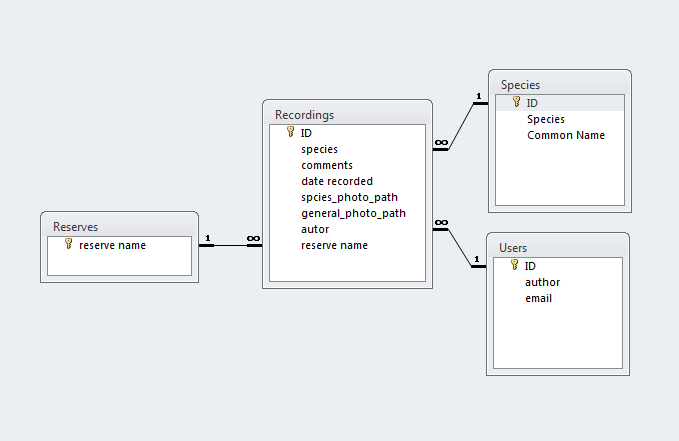 Reserves
reserve name
1
∞
Recordings
ID
species
comments
date recorded
spcies_photo_path
general_photo_path
autor
reserve name
∞
1
Species
ID
Species
Common Name
∞
1
Users
ID
author
email